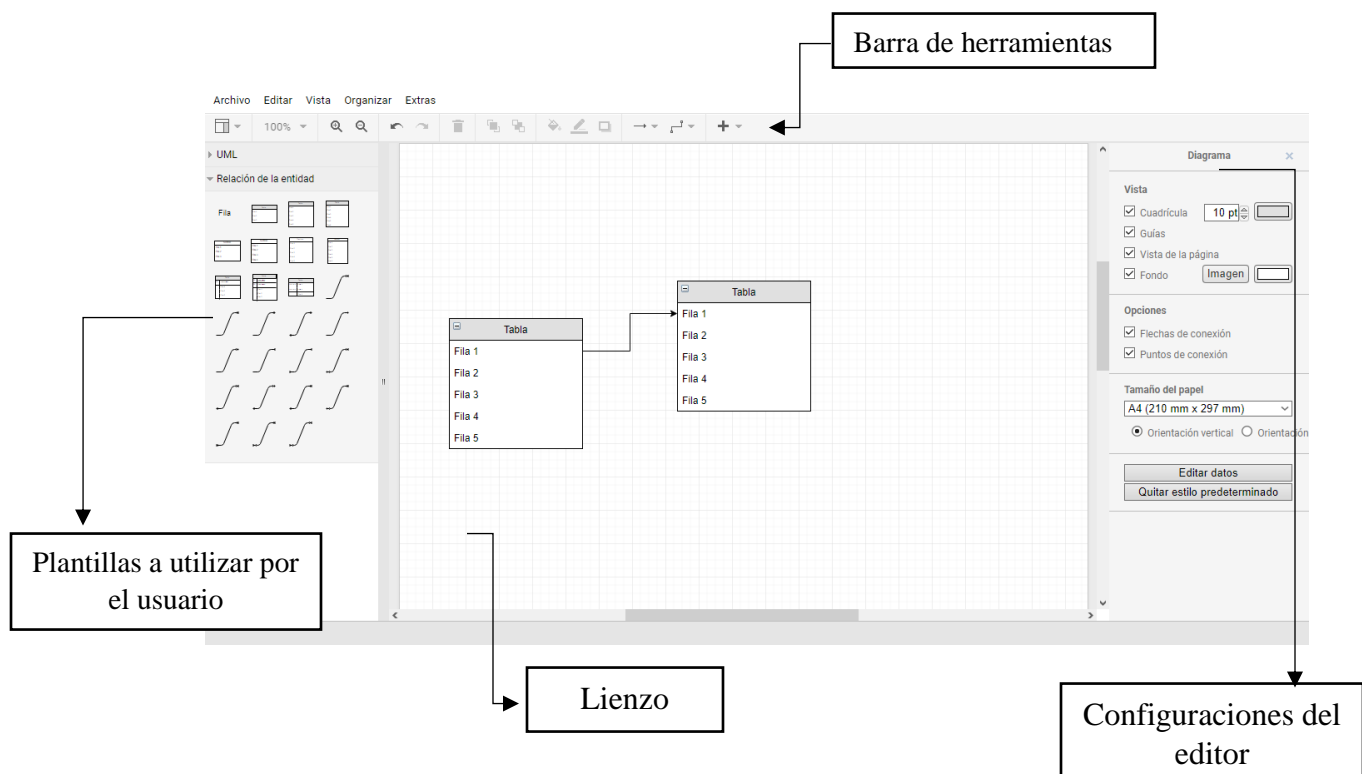 Barra de herramientas
Archivo Editar Vista Organizar Extras
100%
UML
Relación de la entidad
Fila
Tabla
Fila 1
Fila 2
Fila 3
Fila 4
Fila 5
Tabla
Fila 1
Fila 2
Fila 3
Fila 4
Fila 5
Diagrama
Vista
Cuadrícula 10 pt
Guías
Vista de la página
Fondo Imagen
Opciones
Flechas de conexión
Puntos de conexión
Tamaño del papel
A4 (210 mm x 297 mm)
Orientación vertical Orientación
Editar datos
Quitar estilo predeterminado
Plantillas a utilizar por
el usuario
Lienzo
Configuraciones del
editor